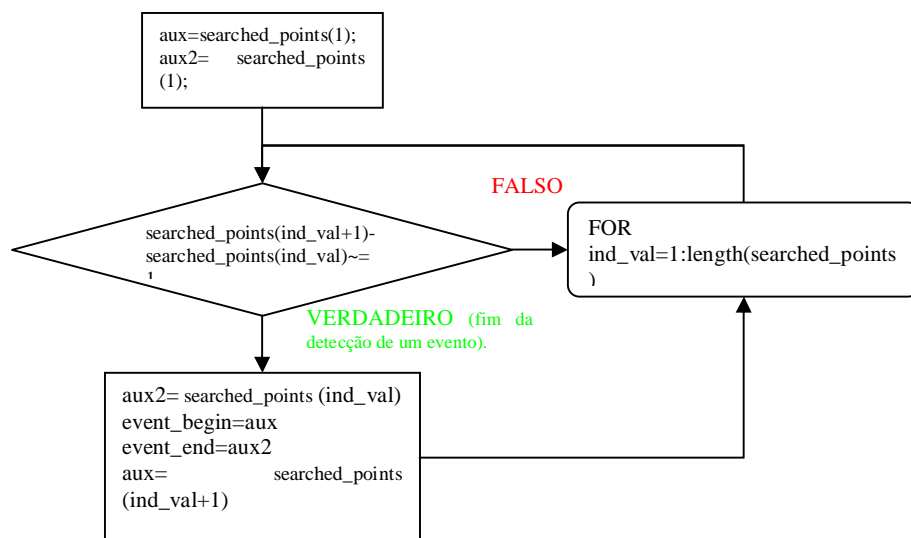 aux=searched_points(1);
aux2= searched_points
(1);
FALSO
searched_points(ind_val+1)-
searched_points(ind_val)~=
FOR
ind_val=1:length(searched_points
)
VERDADEIRO (fim da
detecção de um evento).
aux2= searched_points (ind_val)
event_begin=aux
event_end=aux2
aux= searched_points
(ind_val+1)